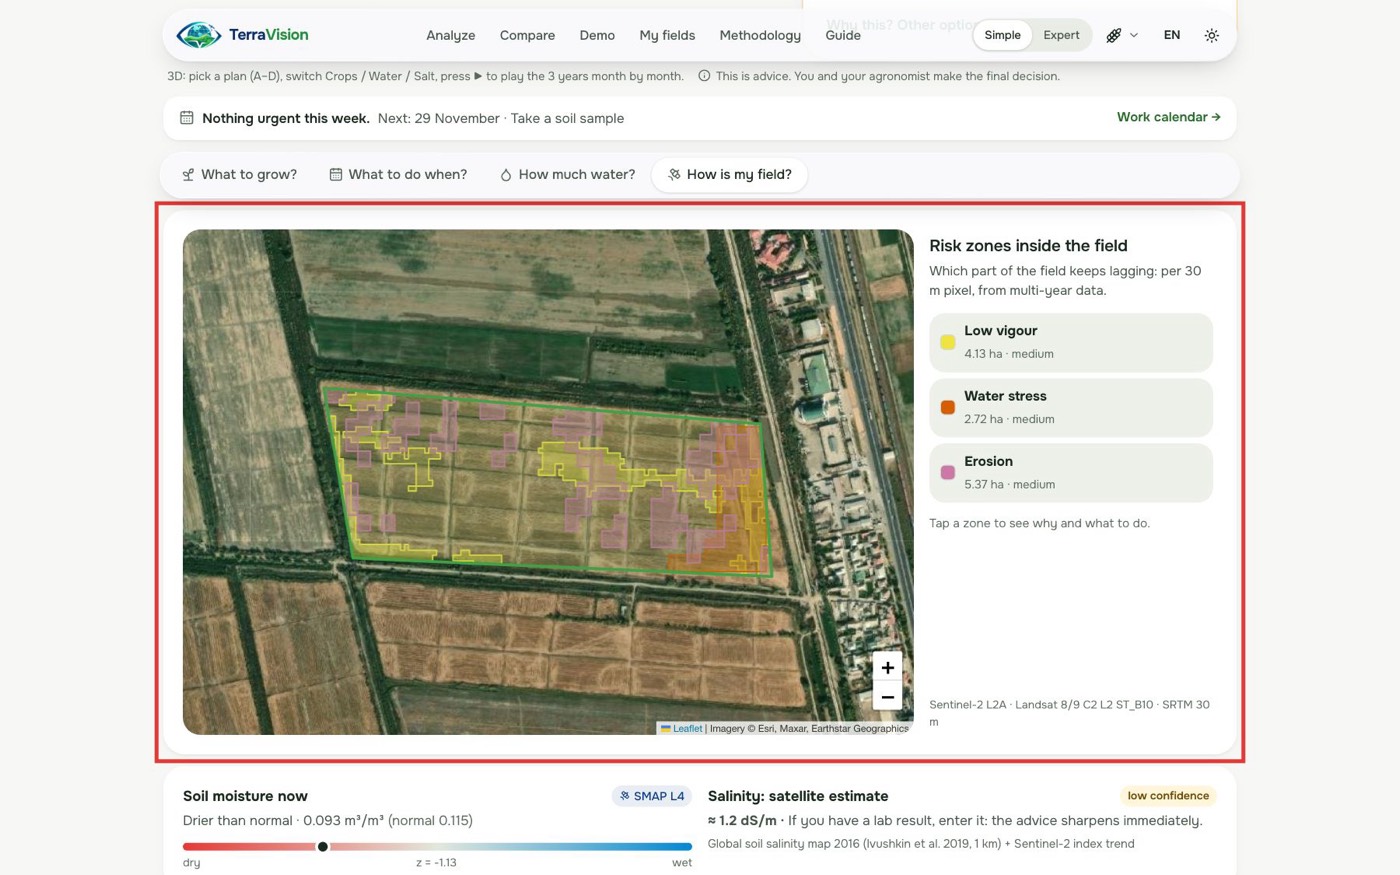 Why this? Other option
TerraVision
Analyze Compare Demo My fields Methodology Guide
Simple Expert EN
3D: pick a plan (A–D), switch Crops / Water / Salt, press ▶ to play the 3 years month by month. This is advice. You and your agronomist make the final decision.
Nothing urgent this week. Next: 29 November · Take a soil sample
Work calendar →
What to grow? What to do when? How much water? How is my field?
Risk zones inside the field
Which part of the field keeps lagging: per 30
m pixel, from multi-year data.
Low vigour
4.13 ha · medium
Water stress
2.72 ha · medium
Erosion
5.37 ha · medium
Tap a zone to see why and what to do.
+
−
Sentinel-2 L2A · Landsat 8/9 C2 L2 ST_B10 · SRTM 30
m
Leaflet | Imagery © Esri, Maxar, Earthstar Geographics
Soil moisture now
SMAP L4
Drier than normal · 0.093 m³/m³ (normal 0.115)
dry z = -1.13 wet
Salinity: satellite estimate
low confidence
≈ 1.2 dS/m · If you have a lab result, enter it: the advice sharpens immediately.
Global soil salinity map 2016 (Ivushkin et al. 2019, 1 km) + Sentinel-2 index trend